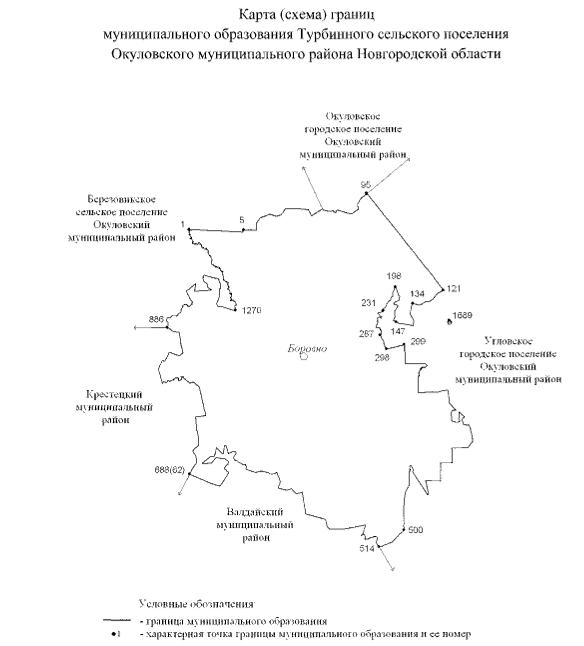 Карта (схема) границ
муниципального образования Турбинного сельского поселения
Окуловского муниципального района Новгородской области
Окуловское
городское поселение
Окуловский
муниципальный район
95
Березовикское
сельское поселение
Окуловский
муниципальный район
1
5
198
134
121
231
1270
1689
886
147
287
299
298
Боровно
Угловское
городское поселение
Окуловский
муниципальный район
Крестецкий
муниципальный
район
688(62)
Валдайский
муниципальный
район
500
514
Условные обозначения
- граница муниципального образования
•1 - характерная точка границы муниципального образования и ее номер